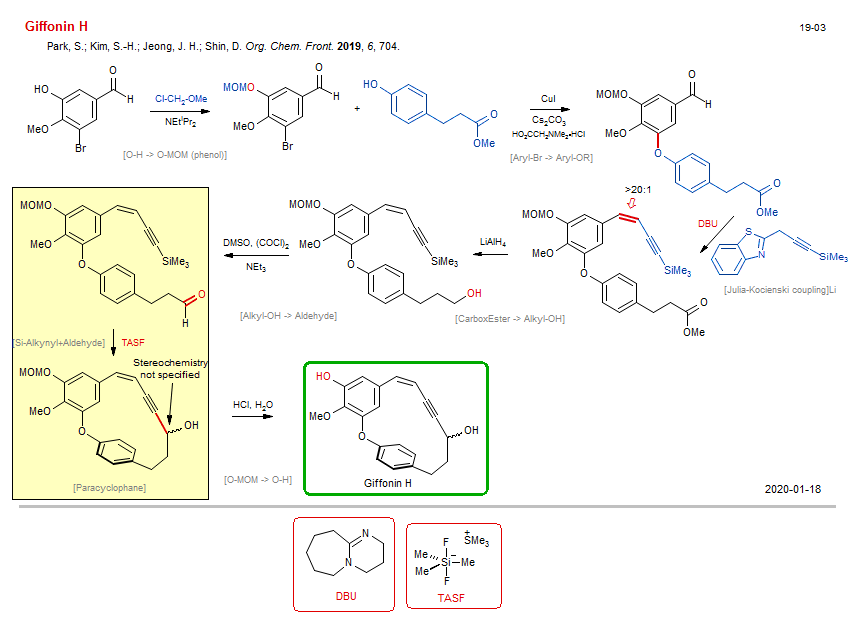 Giffonin H
19-03
Park, S.; Kim, S.-H.; Jeong, J. H.; Shin, D. Org. Chem. Front. 2019, 6, 704.
HO
O
H
MeO
Br
Cl-CH2-OMe
NEtiPr2
[O-H -> O-MOM (phenol)]
MOMO
O
H
MeO
Br
+
HO
O
OMe
CuI
Cs2CO3
HO2CCH2NMe2•HCl
[Aryl-Br -> Aryl-OR]
MOMO
O
H
MeO
O
O
OMe
DBU
S
N
SiMe3
[Julia-Kocienski coupling]Li
>20:1
MOMO
MeO
O
SiMe3
O
OMe
LiAlH4
[CarboxEster -> Alkyl-OH]
MOMO
MeO
O
SiMe3
OH
DMSO, (COCl)2
NEt3
[Alkyl-OH -> Aldehyde]
MOMO
MeO
O
SiMe3
O
H
[Si-Alkynyl+Aldehyde]
TASF
Stereochemistry
not specified
MOMO
MeO
O
OH
[Paracyclophane]
HCl, H2O
[O-MOM -> O-H]
HO
MeO
O
OH
Giffonin H
2020-01-18
N
N
DBU
F
+
SMe3
Me
Si
−
Me
Me
F
TASF